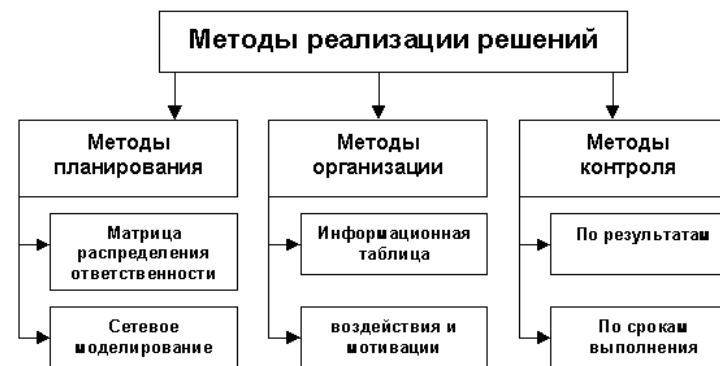 Методы реализации решений
Методы
планирования
Методы
организации
Методы
контроля
Матрица
распределения
ответственности
Информационная
таблица
По результатам
Сетевое
моделирование
воздействия и
мотивации
По срокам
выполнения